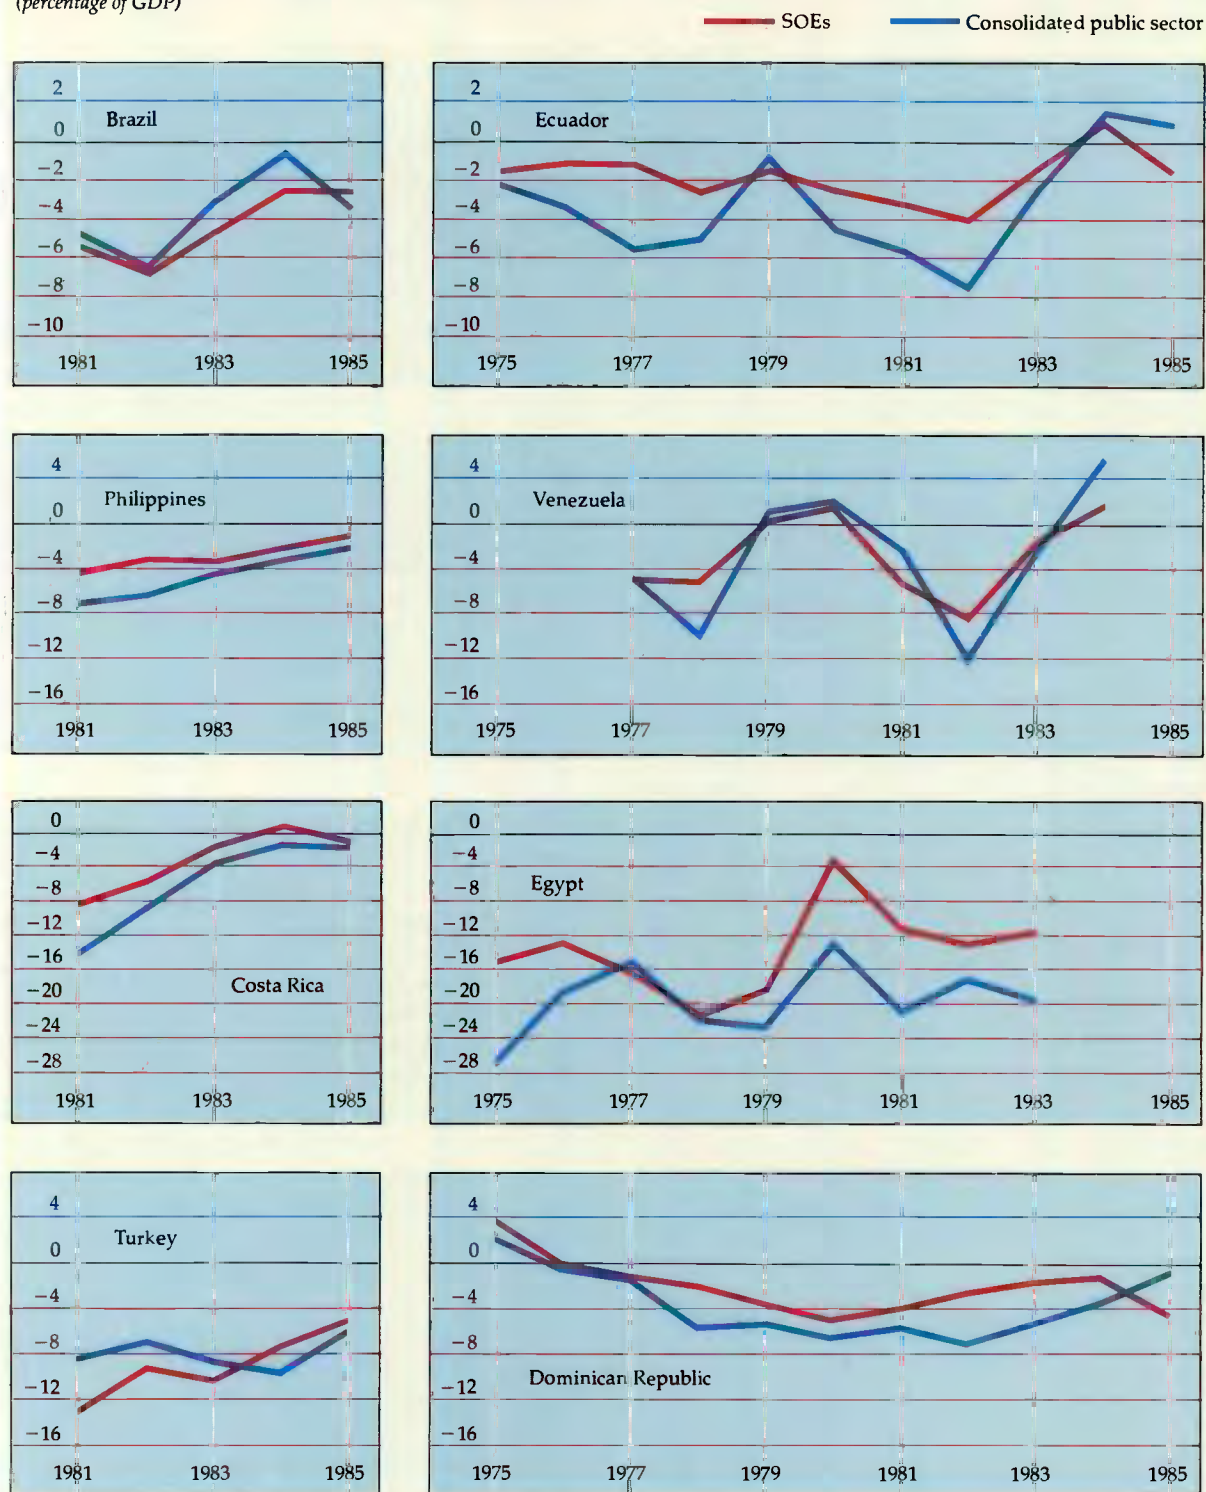 (percentage of GDP)
SOEs Consolidated public sector
2
Brazil
0
−2
−4
−6
−8
−10
1981 1983 1985
2
Ecuador
0
−2
−4
−6
−8
−10
1975 1977 1979 1981 1983 1985
4
Philippines
0
−4
−8
−12
−16
1981 1983 1985
4
Venezuela
0
−4
−8
−12
−16
1975 1977 1979 1981 1983 1985
0
−4
−8
−12
−16
Costa Rica
−20
−24
−28
1981 1983 1985
0
−4
−8 Egypt
−12
−16
−20
−24
−28
1975 1977 1979 1981 1983 1985
4
Turkey
0
−4
−8
−12
−16
1981 1983 1985
4
0
−4
−8
Dominican Republic
−12
−16
1975 1977 1979 1981 1983 1985